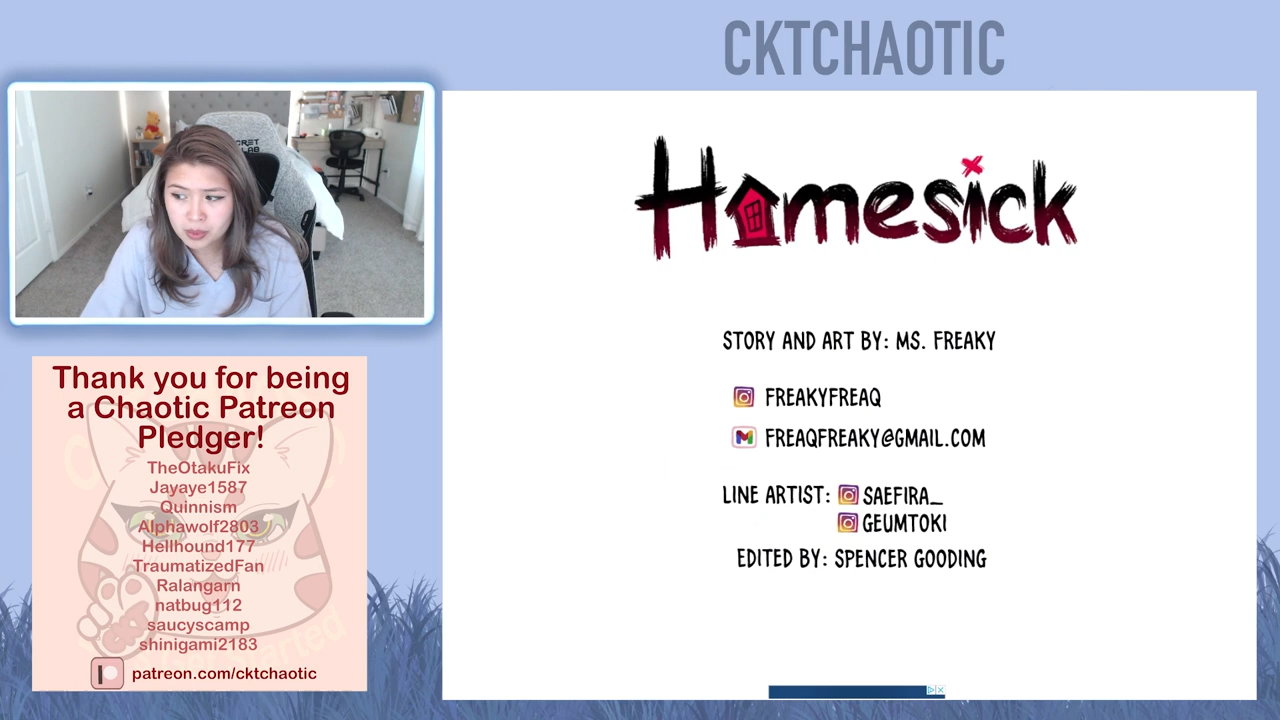 CKTCHAOTIC
Homesick
STORY AND ART BY: MS. FREAKY
FREAKYFREAQ
FREAQFREAKY@GMAIL.COM
LINE ARTIST: SAEFIRA_
GEUMTOKI
EDITED BY: SPENCER GOODING
Thank you for being
a Chaotic Patreon
Pledger!
TheOtakuFix
Jayaye1587
Quinnism
Alphawolf2803
Hellhound177
TraumatizedFan
Ralangarn
natbug112
saucyscamp
shinigami2183
patreon.com/cktchaotic